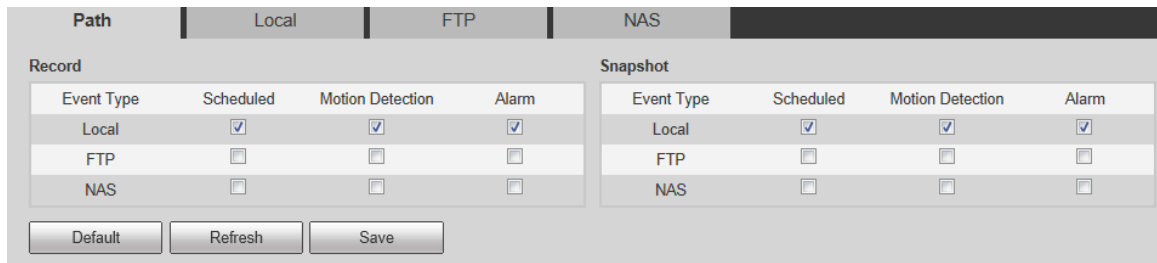 Path Local FTP NAS
Record Snapshot
Event Type Scheduled Motion Detection Alarm Event Type Scheduled Motion Detection Alarm
Local Local
FTP FTP
NAS NAS
Default Refresh Save